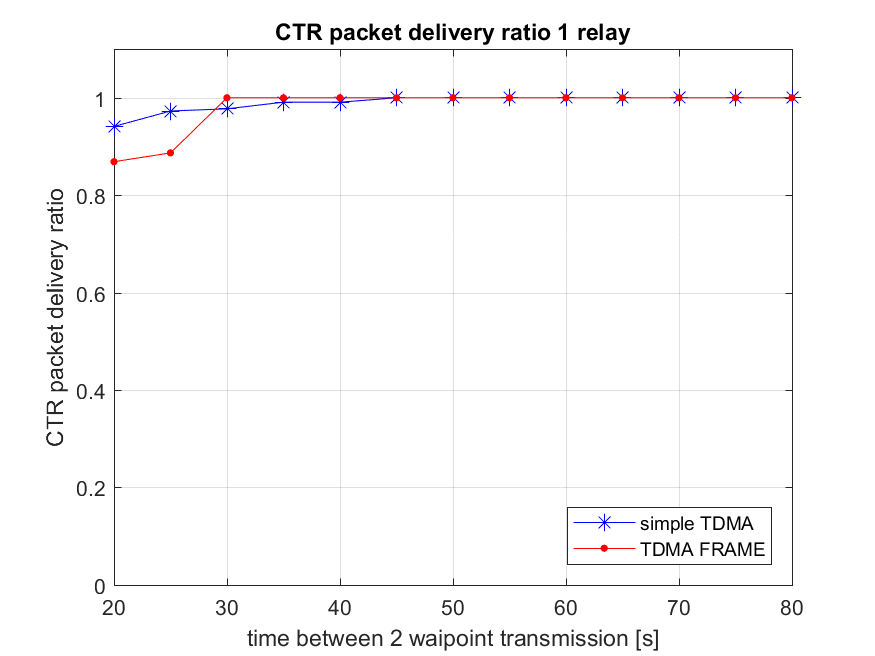 CTR packet delivery ratio 1 relay
CTR packet delivery ratio
1
0.8
0.6
0.4
0.2
0
20 30 40 50 60 70 80
time between 2 waipoint transmission [s]
simple TDMA
TDMA FRAME